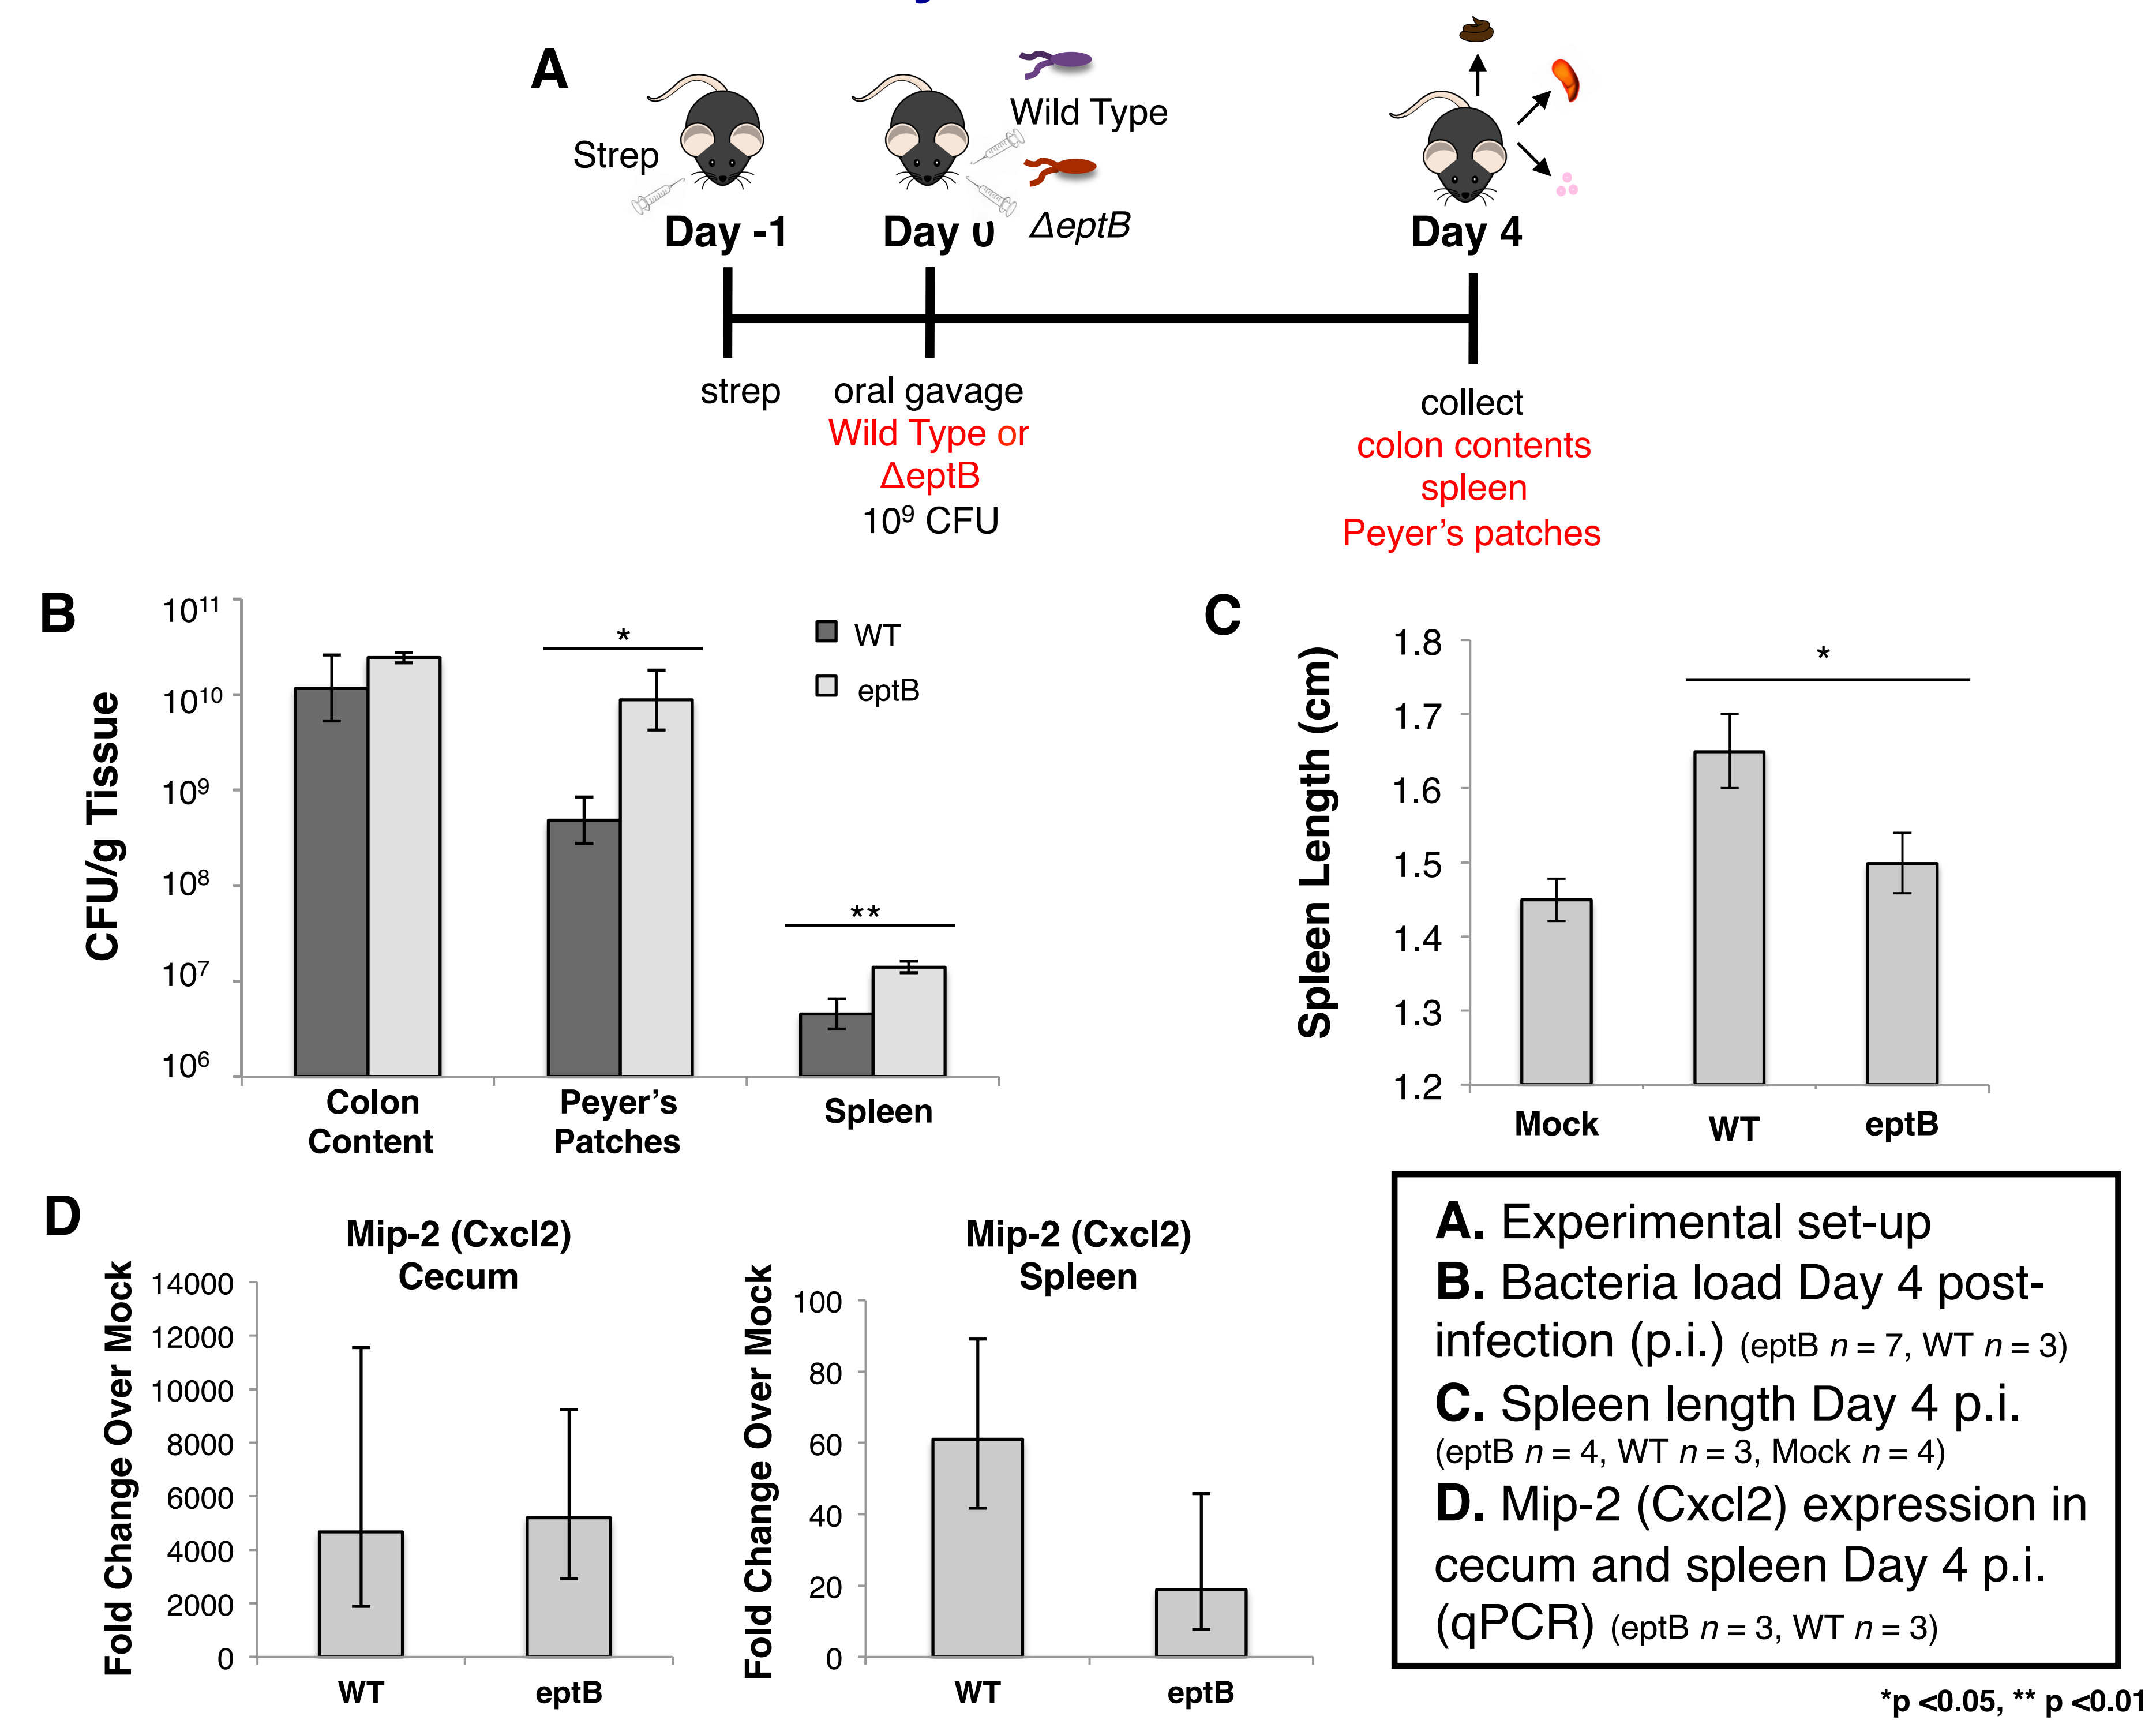 A
Strep
Wild Type
ΔeptB
Day -1
Day 0
Day 4
strep
oral gavage
Wild Type or
ΔeptB
10⁹ CFU
collect
colon contents
spleen
Peyer’s patches
B
CFU/g Tissue
10¹¹
10¹⁰
10⁹
10⁸
10⁷
10⁶
*
**
WT
eptB
Colon
Content
Peyer’s
Patches
Spleen
C
Spleen Length (cm)
1.8
1.7
1.6
1.5
1.4
1.3
1.2
*
Mock
WT
eptB
D
Mip-2 (Cxcl2)
Cecum
Fold Change Over Mock
14000
12000
10000
8000
6000
4000
2000
0
WT
eptB
Mip-2 (Cxcl2)
Spleen
Fold Change Over Mock
100
80
60
40
20
0
WT
eptB
A. Experimental set-up
B. Bacteria load Day 4 post-
infection (p.i.) (eptB n = 7, WT n = 3)
C. Spleen length Day 4 p.i.
(eptB n = 4, WT n = 3, Mock n = 4)
D. Mip-2 (Cxcl2) expression in
cecum and spleen Day 4 p.i.
(qPCR) (eptB n = 3, WT n = 3)
*p <0.05, ** p <0.01